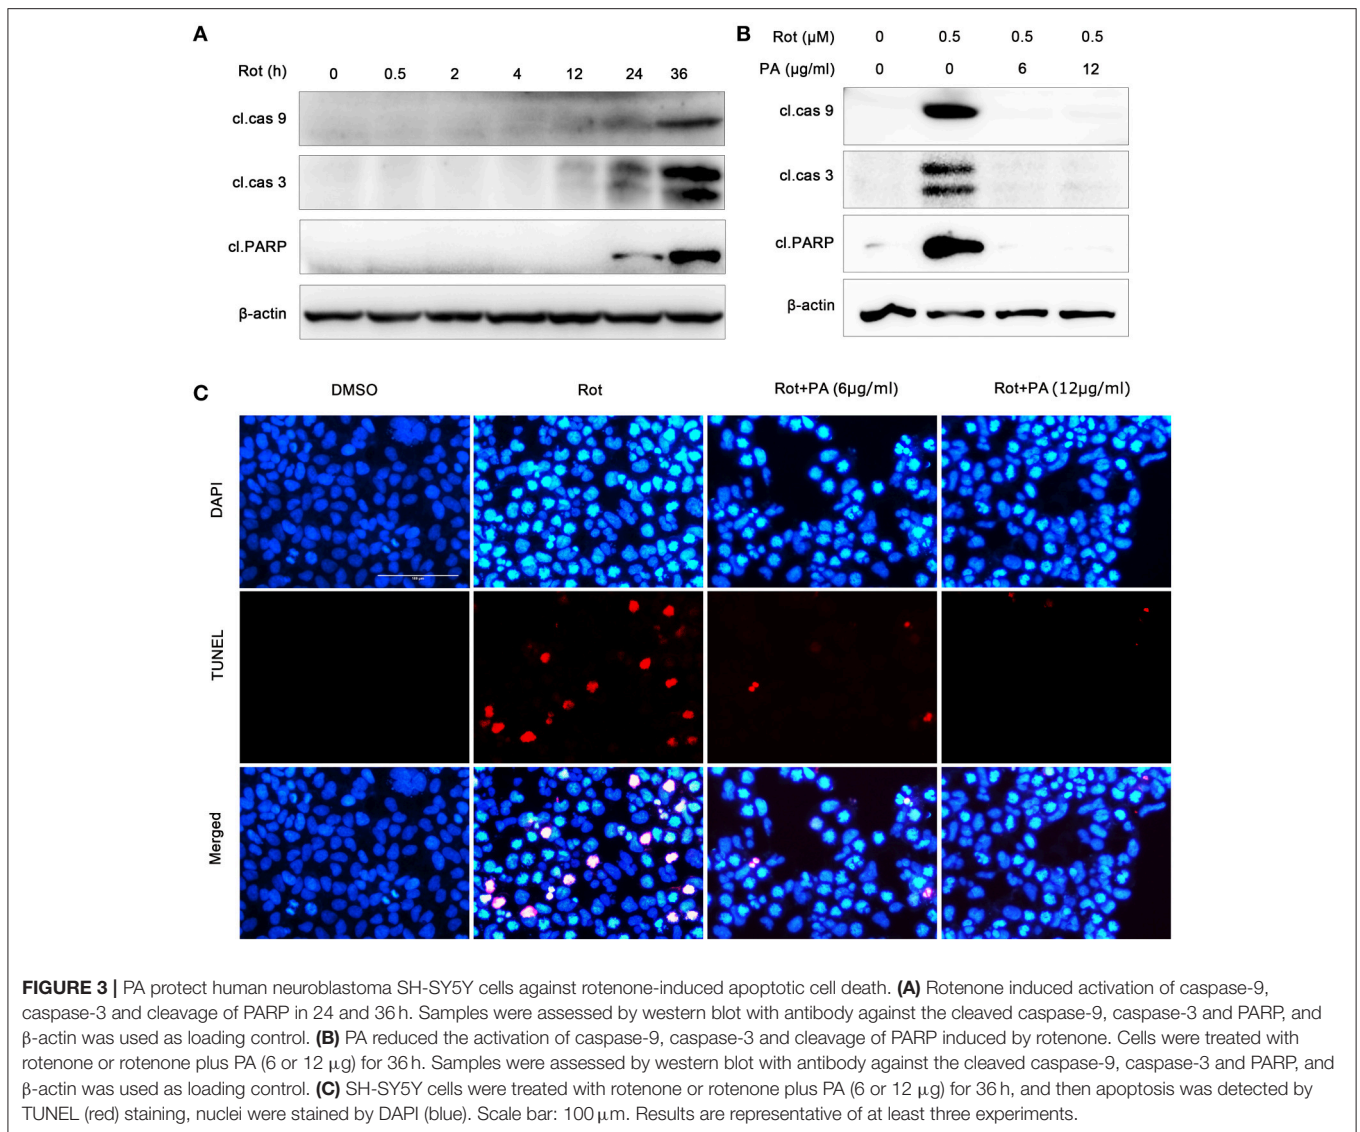 A
Rot (h) 0 0.5 2 4 12 24 36
cl.cas 9
cl.cas 3
cl.PARP
β-actin
B
Rot (μM) 0 0.5 0.5 0.5
PA (μg/ml) 0 0 6 12
cl.cas 9
cl.cas 3
cl.PARP
β-actin
C
DMSO Rot Rot+PA (6μg/ml) Rot+PA (12μg/ml)
DAPI
TUNEL
Merged
FIGURE 3 | PA protect human neuroblastoma SH-SY5Y cells against rotenone-induced apoptotic cell death. (A) Rotenone induced activation of caspase-9,
caspase-3 and cleavage of PARP in 24 and 36 h. Samples were assessed by western blot with antibody against the cleaved caspase-9, caspase-3 and PARP, and
β-actin was used as loading control. (B) PA reduced the activation of caspase-9, caspase-3 and cleavage of PARP induced by rotenone. Cells were treated with
rotenone or rotenone plus PA (6 or 12 μg) for 36 h. Samples were assessed by western blot with antibody against the cleaved caspase-9, caspase-3 and PARP, and
β-actin was used as loading control. (C) SH-SY5Y cells were treated with rotenone or rotenone plus PA (6 or 12 μg) for 36 h, and then apoptosis was detected by
TUNEL (red) staining, nuclei were stained by DAPI (blue). Scale bar: 100 μm. Results are representative of at least three experiments.